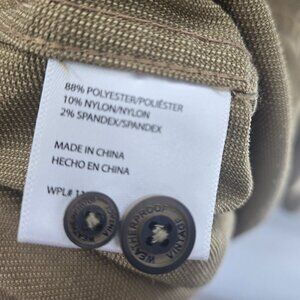 88% POLYESTER/POLIÉSTER
10% NYLON/NYLON
2% SPANDEX/SPANDEX
MADE IN CHINA
HECHO EN CHINA
WPL#
WEATHERPROOF